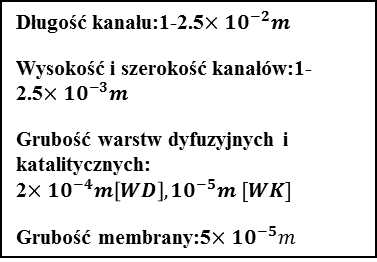 Długość kanału:1-2.5× 10⁻²m
Wysokość i szerokość kanałów:1-
2.5× 10⁻³m
Grubość warstw dyfuzyjnych i
katalitycznych:
2× 10⁻⁴m[WD],10⁻⁵m [WK]
Grubość membrany:5× 10⁻⁵m